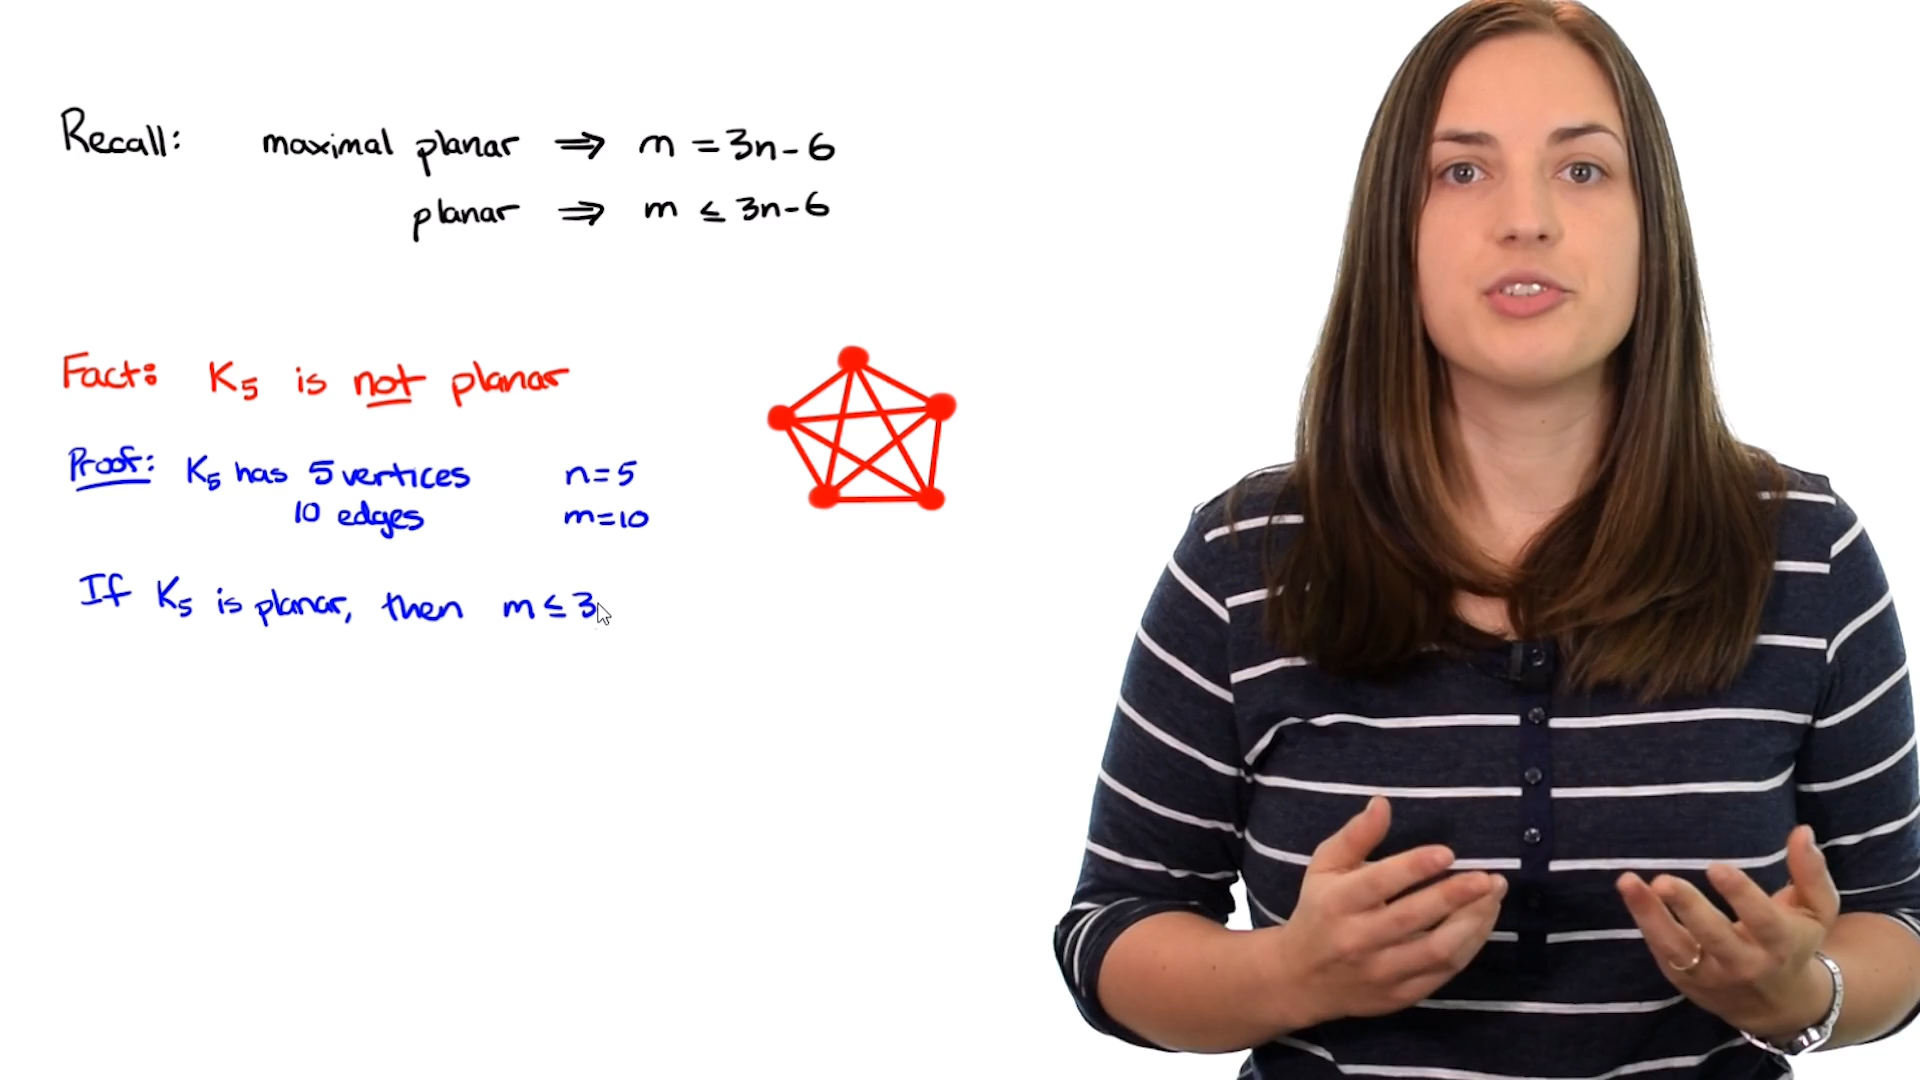 Recall: maximal planar ⇒ m = 3n-6
planar ⇒ m ≤ 3n-6
Fact: K₅ is not planar
Proof: K₅ has 5 vertices n=5
10 edges m=10
If K₅ is planar, then m ≤ 3